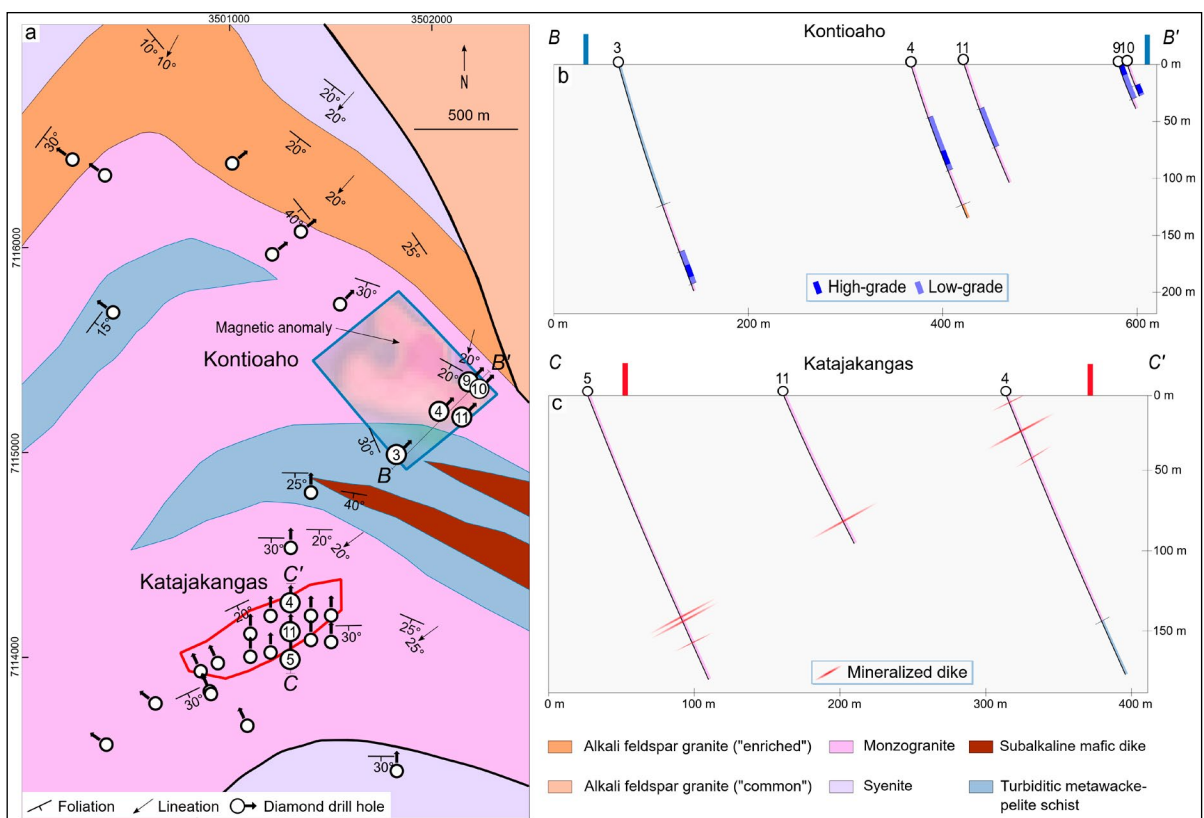 a
3501000
3502000
7116000
7115000
7114000
N
500 m
10°
10°
20°
20°
30°
20°
20°
40°
25°
30°
15°
Magnetic anomaly
Kontioaho
20°
20°
B'
9
10
4
11
30°
3
B
25°
40°
30°
20°
20°
Katajakangas
C'
4
20°
11
30°
25°
25°
5
C
30°
30°
Foliation
Lineation
Diamond drill hole
B
Kontioaho
B'
b
3
4
11
9
10
0 m
50 m
100 m
150 m
200 m
High-grade
Low-grade
0 m
200 m
400 m
600 m
C
Katajakangas
C'
c
5
11
4
0 m
50 m
100 m
150 m
Mineralized dike
0 m
100 m
200 m
300 m
400 m
Alkali feldspar granite ("enriched")
Monzogranite
Subalkaline mafic dike
Alkali feldspar granite ("common")
Syenite
Turbiditic metawacke-
pelite schist